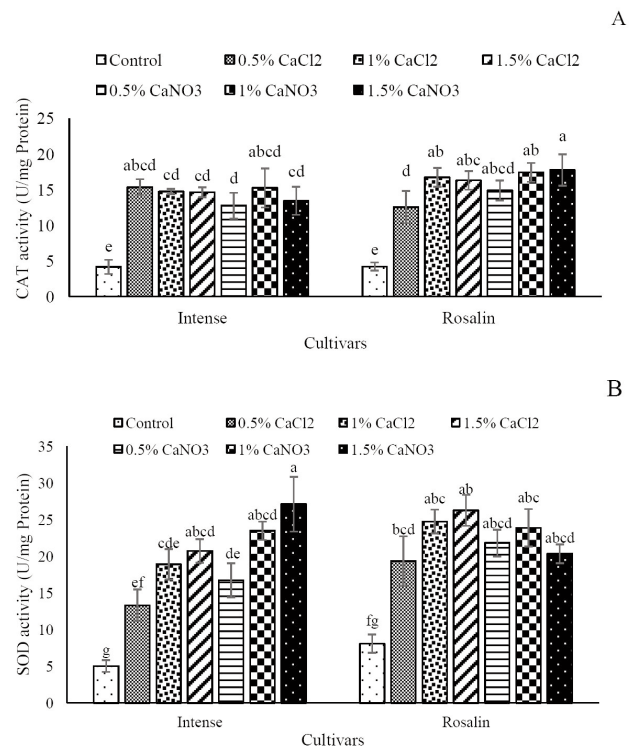 A
Control 0.5% CaCl2 1% CaCl2 1.5% CaCl2
0.5% CaNO3 1% CaNO3 1.5% CaNO3
CAT activity (U/mg Protein)
25
20
15
10
5
0
e abcd cd cd d abcd cd e d ab abc abcd ab a
Intense Rosalin
Cultivars
B
Control 0.5% CaCl2 1% CaCl2 1.5% CaCl2
0.5% CaNO3 1% CaNO3 1.5% CaNO3
SOD activity (U/mg Protein)
35
30
25
20
15
10
5
0
g ef cde abcd de abcd a fg bcd abc ab abcd abc abcd
Intense Rosalin
Cultivars